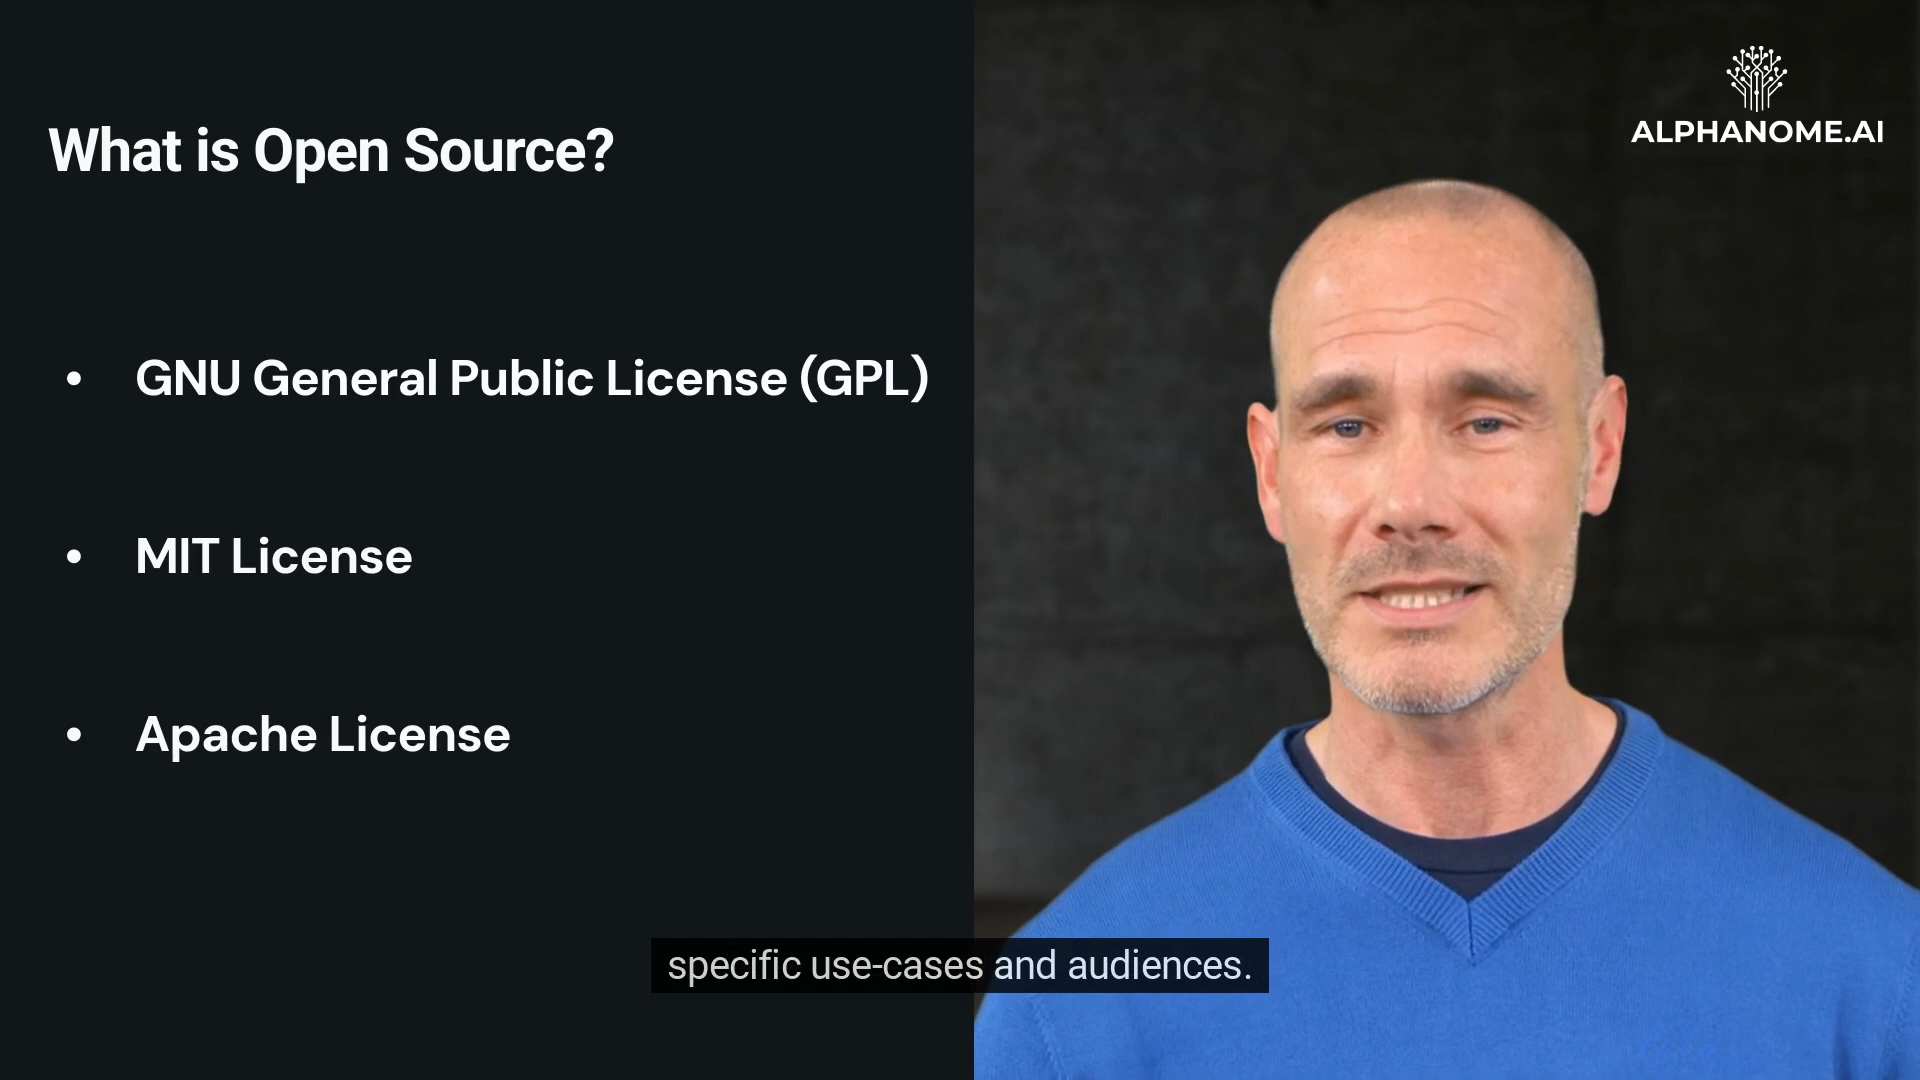 What is Open Source?
ALPHANOME.AI
• GNU General Public License (GPL)
• MIT License
• Apache License
specific use-cases and audiences.